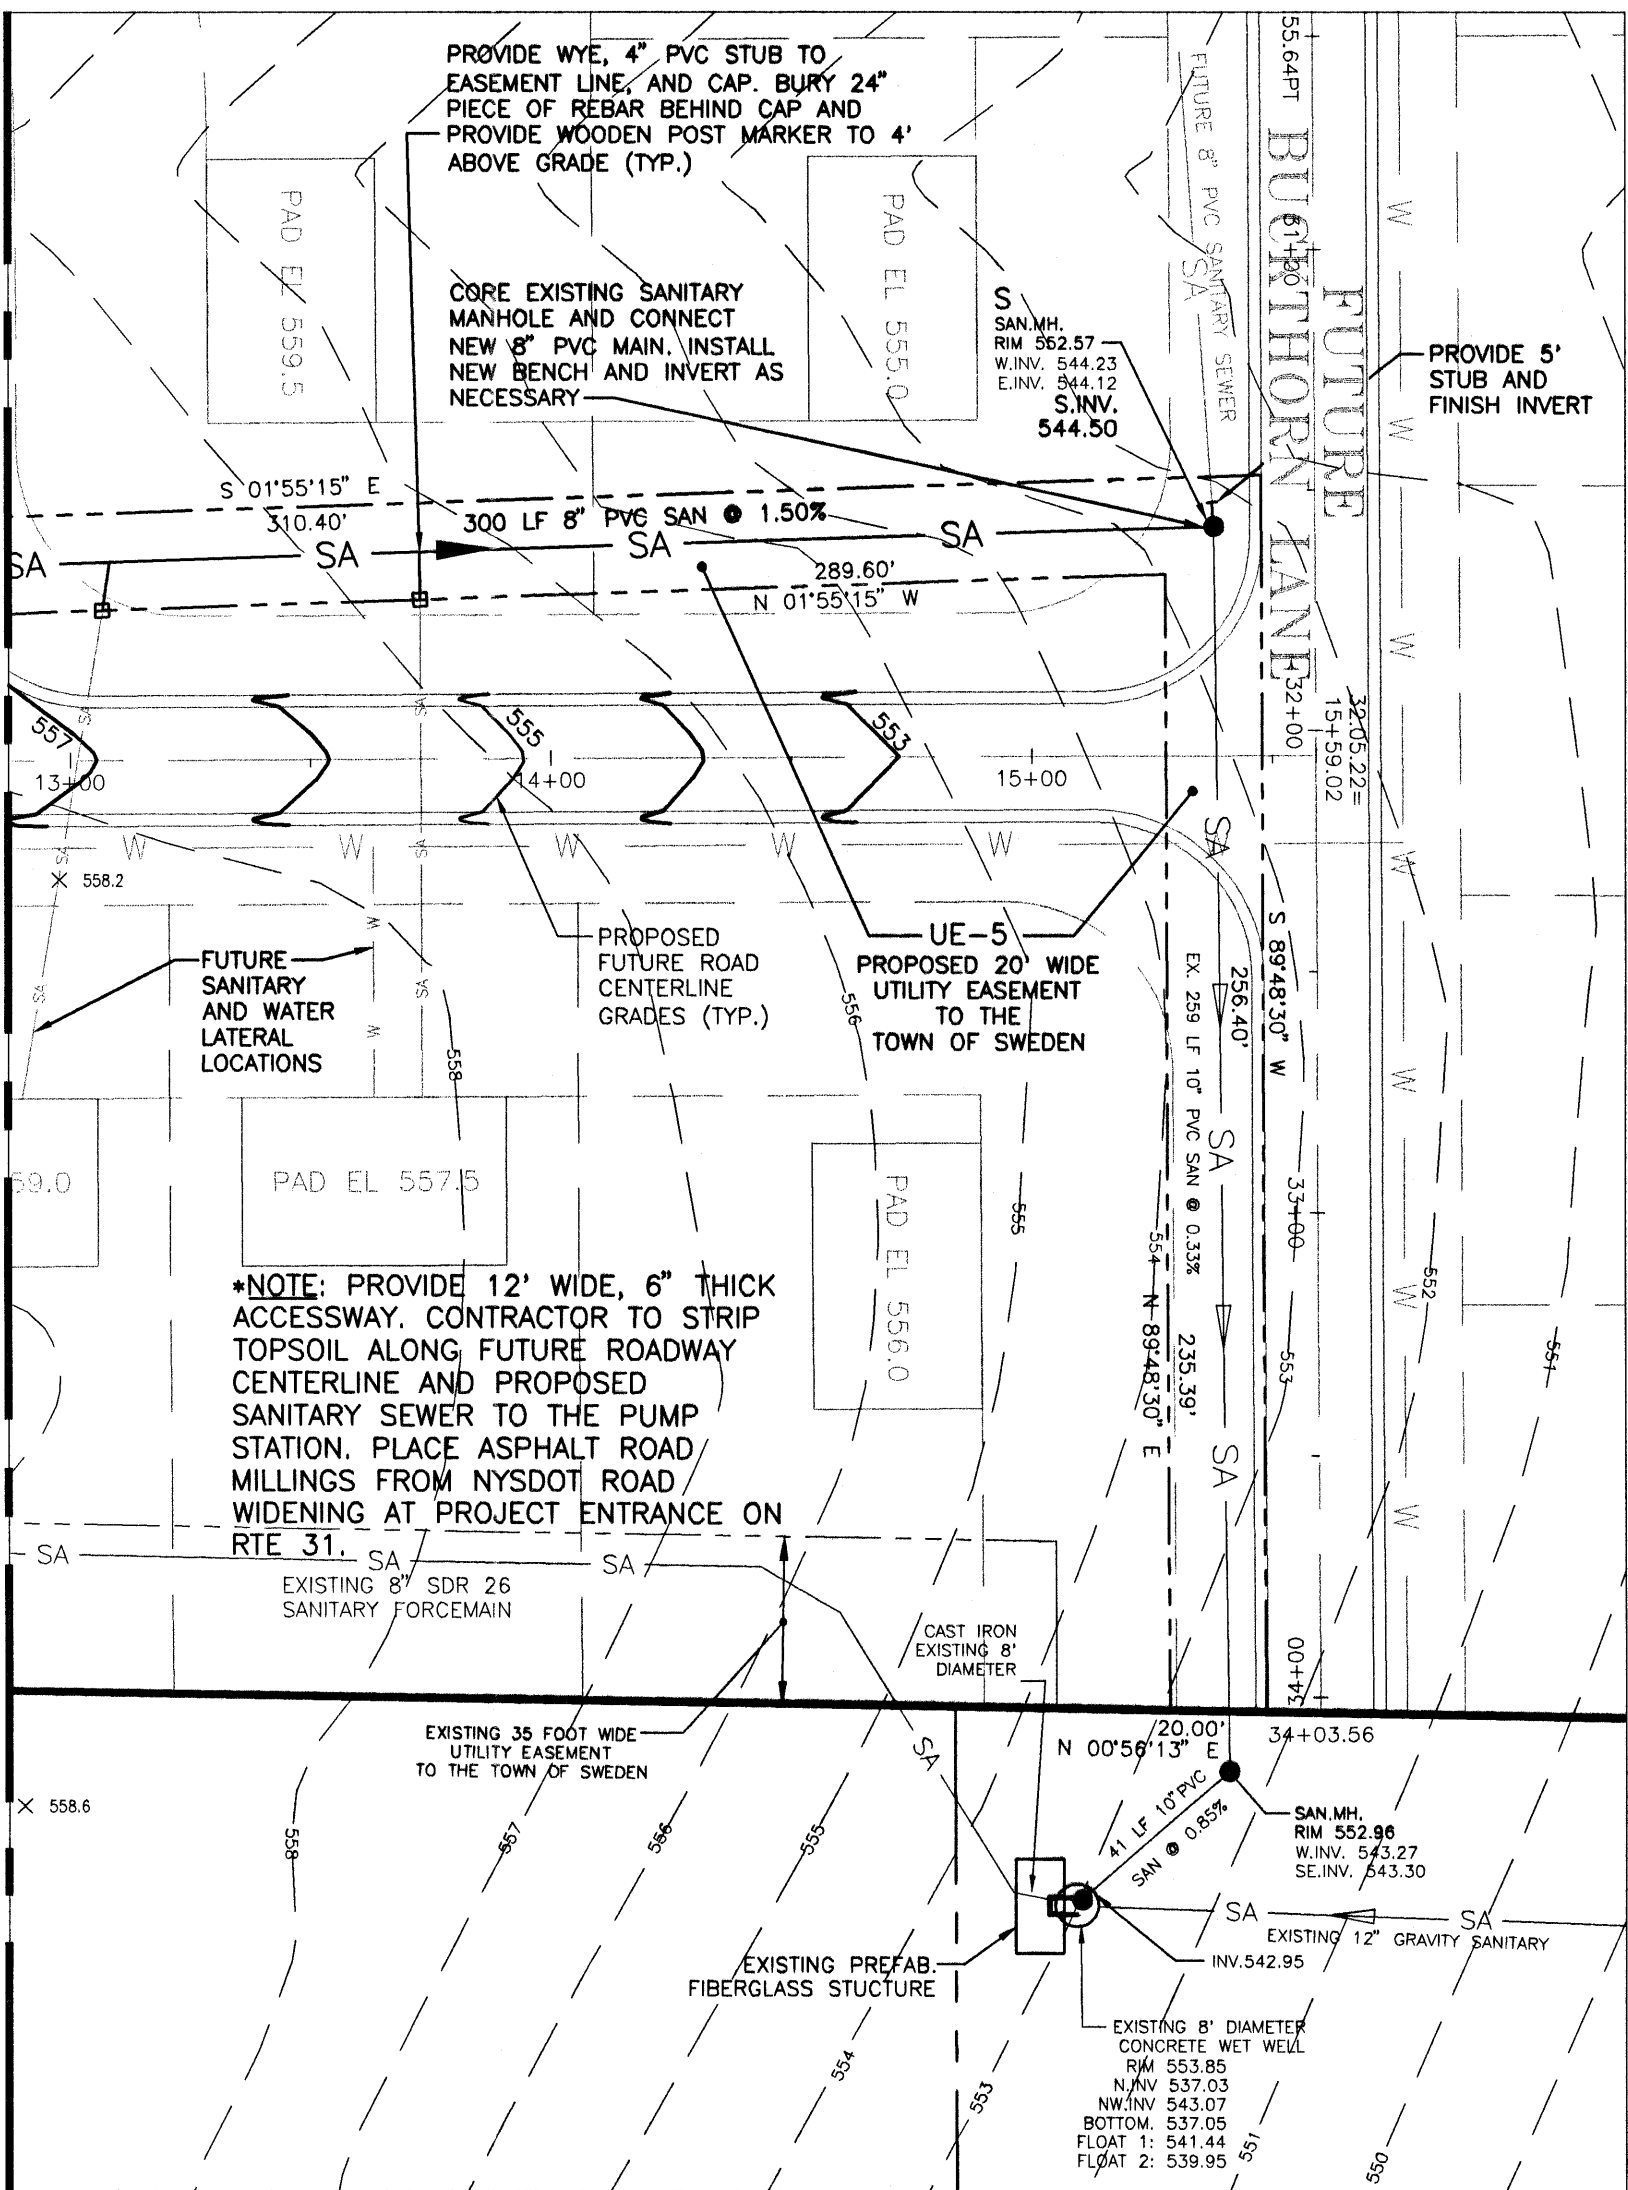 PROVIDE WYE, 4" PVC STUB TO
EASEMENT LINE, AND CAP. BURY 24"
PIECE OF REBAR BEHIND CAP AND
PROVIDE WOODEN POST MARKER TO 4'
ABOVE GRADE (TYP.)
FUTURE 8" PVC SANITARY SEWER
55.64PT
FUTURE
BUCKTHORN LANE
31+00
W
PAD EL 559.5
PAD EL 555.0
CORE EXISTING SANITARY
MANHOLE AND CONNECT
NEW 8" PVC MAIN. INSTALL
NEW BENCH AND INVERT AS
NECESSARY
S
SAN.MH.
RIM 552.57
W.INV. 544.23
E.INV. 544.12
S.INV.
544.50
SA
PROVIDE 5'
STUB AND
FINISH INVERT
W
S 01°55'15" E
310.40'
300 LF 8" PVC SAN @ 1.50%
SA
SA
SA
SA
289.60'
N 01°55'15" W
W
32+00
32.05.22=
15+59.02
SA
SA
557
555
553
13+00
14+00
15+00
W
W
W
W
W
SA
SA
SA
W
558.2
FUTURE
SANITARY
AND WATER
LATERAL
LOCATIONS
W
W
SA
SA
558
PROPOSED
FUTURE ROAD
CENTERLINE
GRADES (TYP.)
556
UE-5
PROPOSED 20' WIDE
UTILITY EASEMENT
TO THE
TOWN OF SWEDEN
EX. 259 LF 10" PVC SAN @ 0.33%
256.40'
S 89°48'30" W
W
SA
59.0
PAD EL 557.5
PAD EL 556.0
555
554
N 89°48'30" E
235.39'
33+00
553
552
W
551
*NOTE: PROVIDE 12' WIDE, 6" THICK
ACCESSWAY. CONTRACTOR TO STRIP
TOPSOIL ALONG FUTURE ROADWAY
CENTERLINE AND PROPOSED
SANITARY SEWER TO THE PUMP
STATION. PLACE ASPHALT ROAD
MILLINGS FROM NYSDOT ROAD
WIDENING AT PROJECT ENTRANCE ON
RTE 31.
SA
W
SA
SA
SA
EXISTING 8" SDR 26
SANITARY FORCEMAIN
CAST IRON
EXISTING 8'
DIAMETER
34+00
EXISTING 35 FOOT WIDE
UTILITY EASEMENT
TO THE TOWN OF SWEDEN
SA
20.00'
N 00°56'13" E
34+03.56
558.6
558
557
556
555
41 LF 10"PVC
SAN @ 0.85%
SAN.MH.
RIM 552.96
W.INV. 543.27
SE.INV. 543.30
SA
SA
EXISTING 12" GRAVITY SANITARY
INV.542.95
EXISTING PREFAB.
FIBERGLASS STUCTURE
EXISTING 8' DIAMETER
CONCRETE WET WELL
RIM 553.85
N.INV 537.03
NW.INV 543.07
BOTTOM. 537.05
FLOAT 1: 541.44
FLOAT 2: 539.95
554
553
551
550